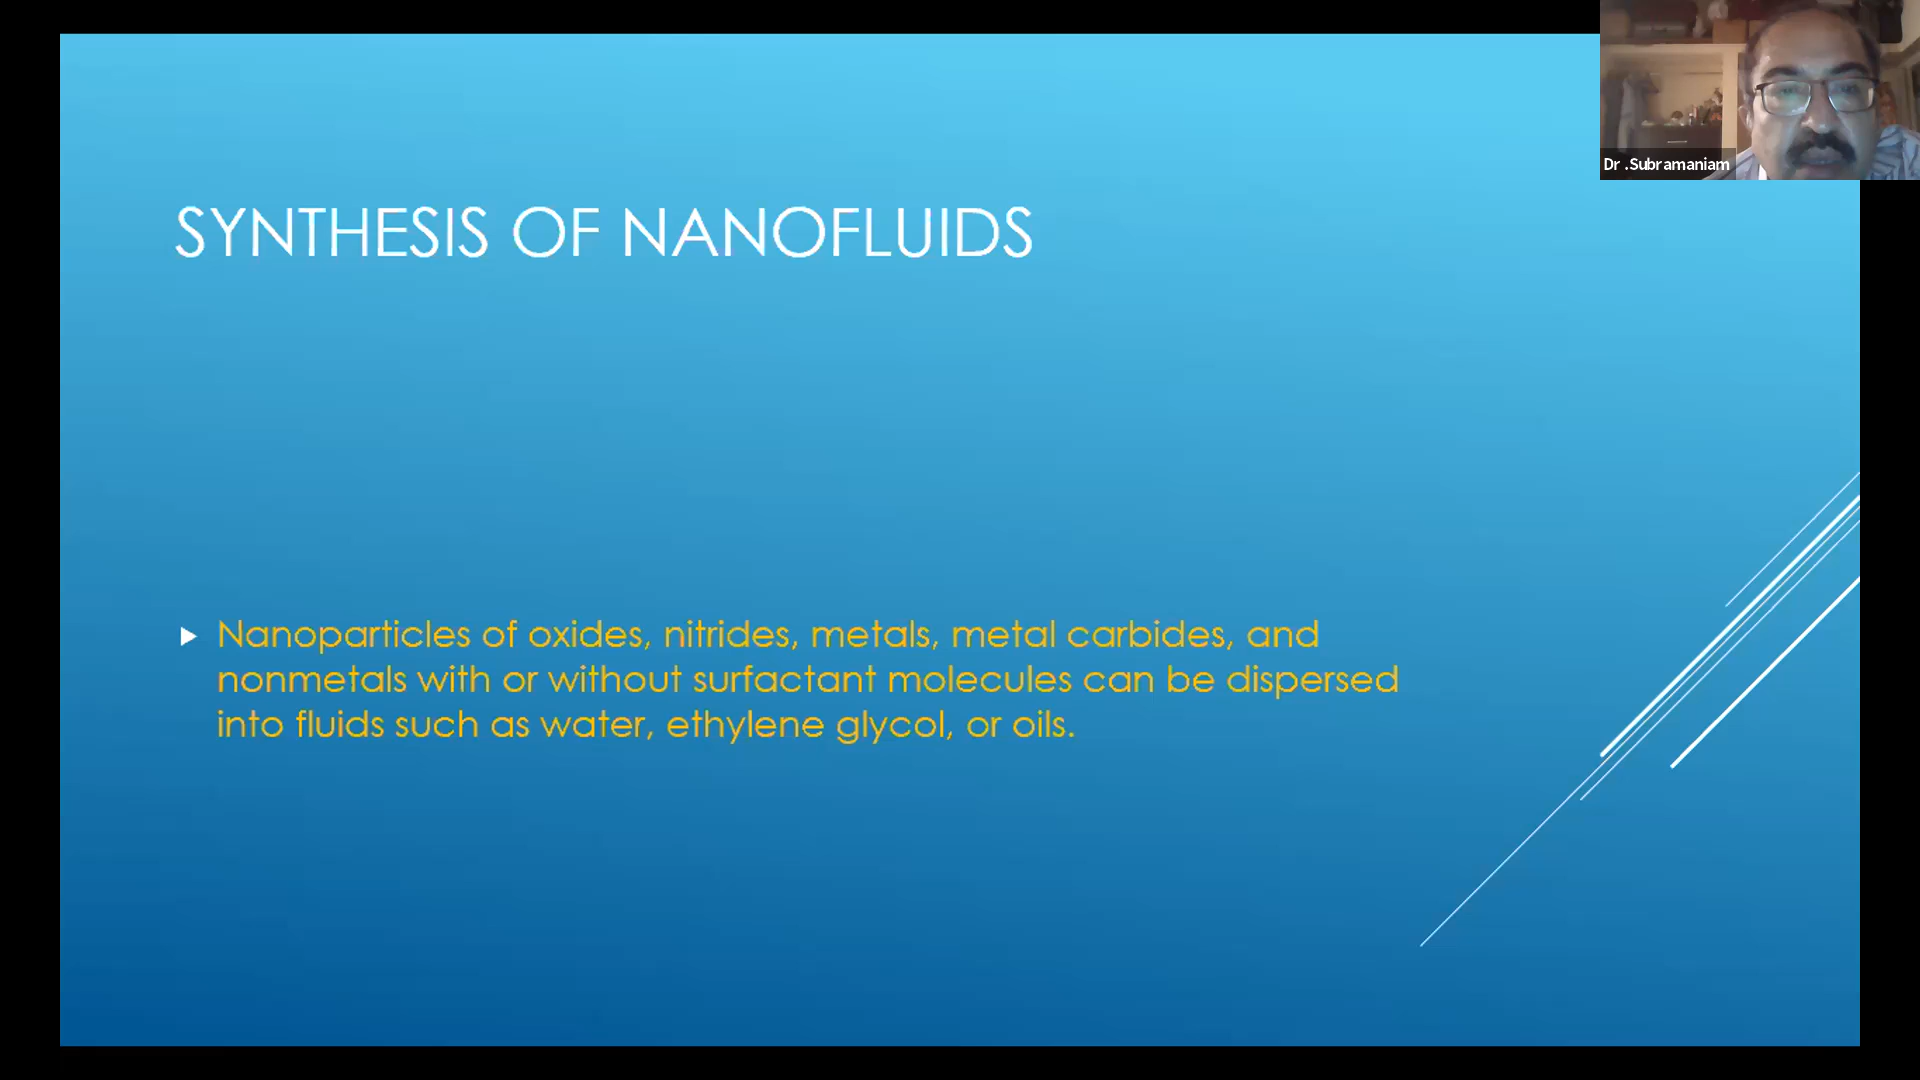 Dr .Subramaniam
SYNTHESIS OF NANOFLUIDS
Nanoparticles of oxides, nitrides, metals, metal carbides, and
nonmetals with or without surfactant molecules can be dispersed
into fluids such as water, ethylene glycol, or oils.